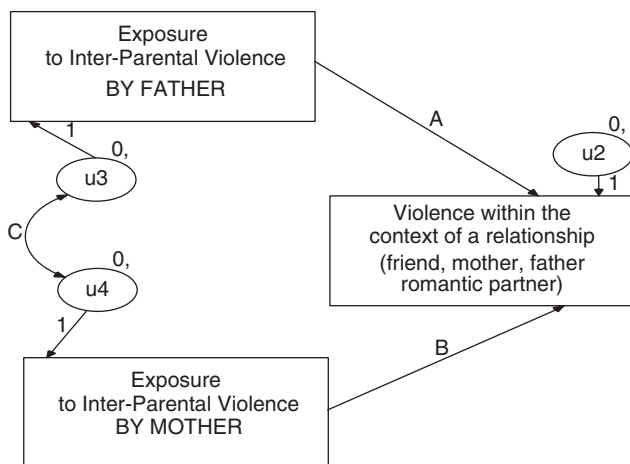 Exposure
to Inter-Parental Violence
BY FATHER
A
0,
1
0,
u2
u3
1
Violence within the
context of a relationship
(friend, mother, father
romantic partner)
C
0,
u4
1
B
Exposure
to Inter-Parental Violence
BY MOTHER